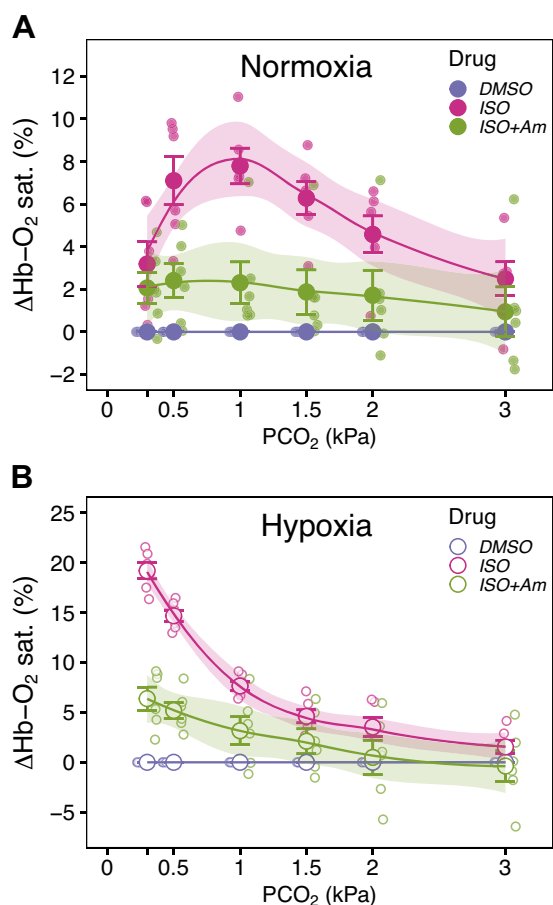 A
Normoxia
Drug
DMSO
ISO
ISO+Am
ΔHb–O₂ sat. (%)
12
10
8
6
4
2
0
−2
0
0.5
1
1.5
2
3
PCO₂ (kPa)
B
Hypoxia
Drug
DMSO
ISO
ISO+Am
ΔHb–O₂ sat. (%)
25
20
15
10
5
0
−5
0
0.5
1
1.5
2
3
PCO₂ (kPa)